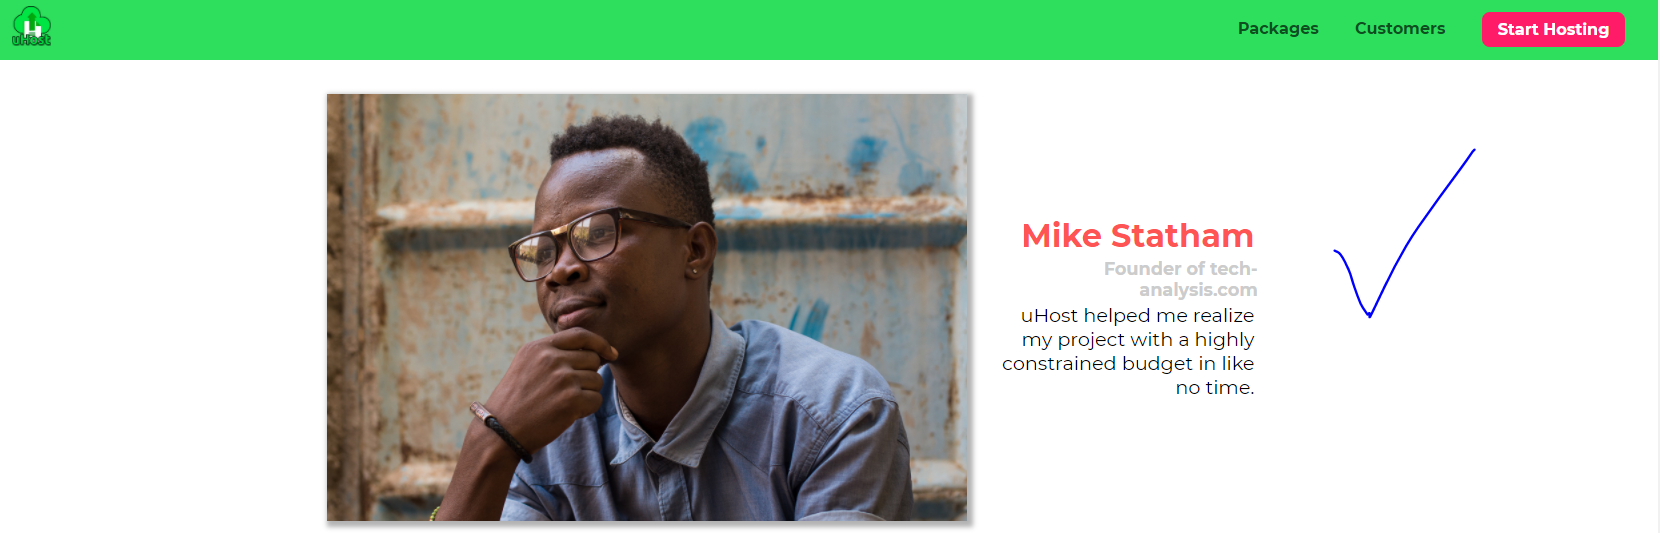 uHost
Packages
Customers
Start Hosting
Mike Statham
Founder of tech-
analysis.com
uHost helped me realize
my project with a highly
constrained budget in like
no time.